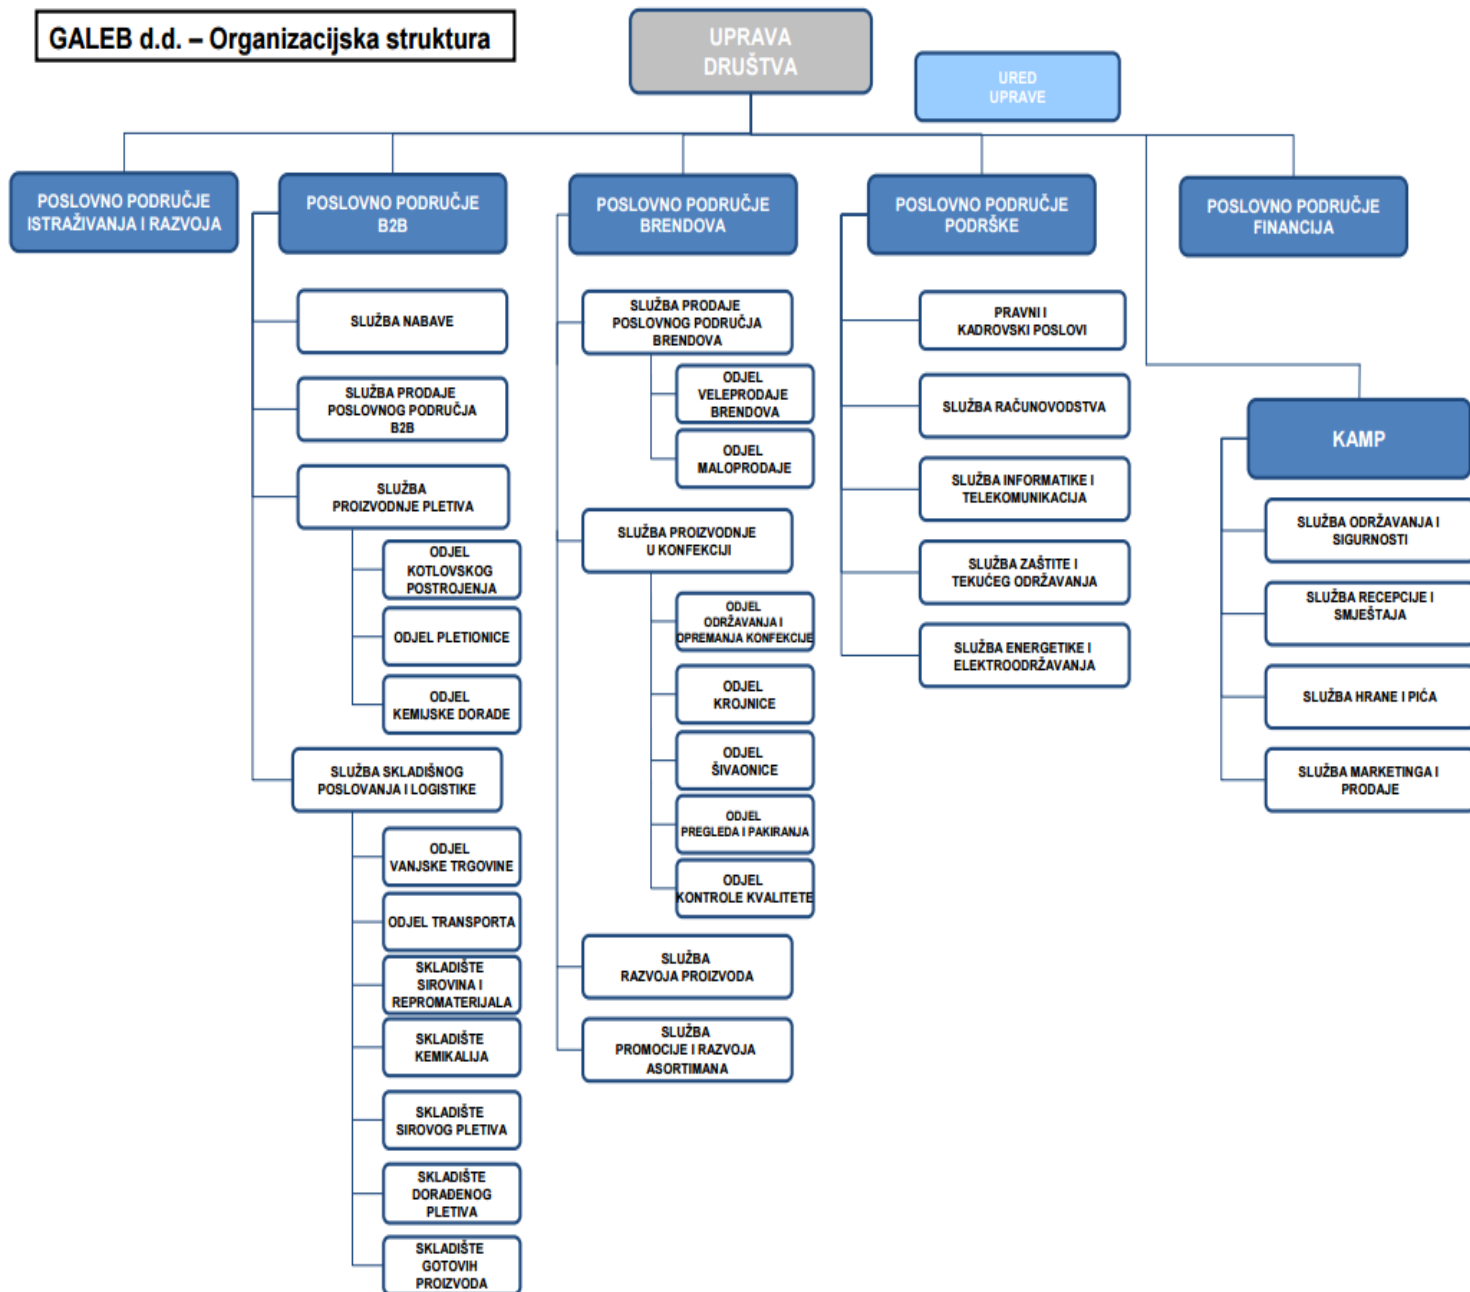 GALEB d.d. – Organizacijska struktura
UPRAVA
DRUŠTVA
URED
UPRAVE
POSLOVNO PODRUČJE
ISTRAŽIVANJA I RAZVOJA
POSLOVNO PODRUČJE
B2B
SLUŽBA NABAVE
SLUŽBA PRODAJE
POSLOVNOG PODRUČJA
B2B
SLUŽBA
PROIZVODNJE PLETIVA
ODJEL
KOTLOVSKOG
POSTROJENJA
ODJEL PLETIONICE
ODJEL
KEMIJSKE DORADE
SLUŽBA SKLADIŠNOG
POSLOVANJA I LOGISTIKE
ODJEL
VANJSKE TRGOVINE
ODJEL TRANSPORTA
SKLADIŠTE
SIROVINA I
REPROMATERIJALA
SKLADIŠTE
KEMIKALIJA
SKLADIŠTE
SIROVOG PLETIVA
SKLADIŠTE
DORAĐENOG
PLETIVA
SKLADIŠTE
GOTOVIH
PROIZVODA
POSLOVNO PODRUČJE
BRENDOVA
SLUŽBA PRODAJE
POSLOVNOG PODRUČJA
BRENDOVA
ODJEL
VELEPRODAJE
BRENDOVA
ODJEL
MALOPRODAJE
SLUŽBA PROIZVODNJE
U KONFEKCIJI
ODJEL
ODRŽAVANJA I
OPREMANJA KONFEKCIJE
ODJEL
KROJNICE
ODJEL
ŠIVAONICE
ODJEL
PREGLEDA I PAKIRANJA
ODJEL
KONTROLE KVALITETE
SLUŽBA
RAZVOJA PROIZVODA
SLUŽBA
PROMOCIJE I RAZVOJA
ASORTIMANA
POSLOVNO PODRUČJE
PODRŠKE
PRAVNI I
KADROVSKI POSLOVI
SLUŽBA RAČUNOVODSTVA
SLUŽBA INFORMATIKE I
TELEKOMUNIKACIJA
SLUŽBA ZAŠTITE I
TEKUĆEG ODRŽAVANJA
SLUŽBA ENERGETIKE I
ELEKTROODRŽAVANJA
POSLOVNO PODRUČJE
FINANCIJA
KAMP
SLUŽBA ODRŽAVANJA I
SIGURNOSTI
SLUŽBA RECEPCIJE I
SMJEŠTAJA
SLUŽBA HRANE I PIĆA
SLUŽBA MARKETINGA I
PRODAJE